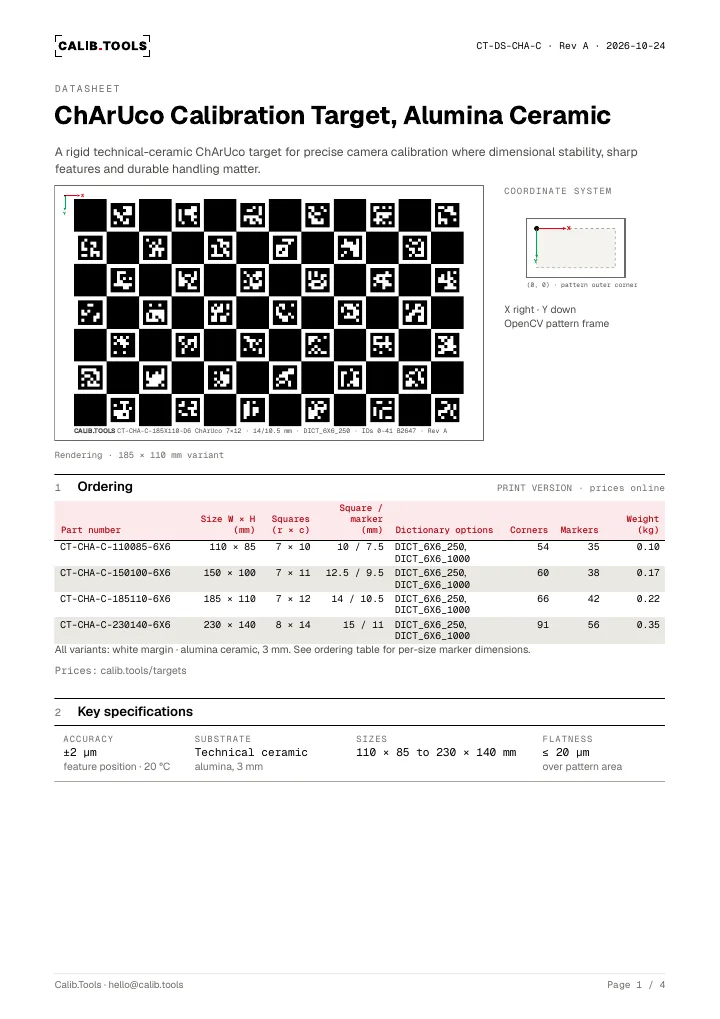 CALIB.TOOLS
CT-DS-CHA-C · Rev A · 2026-10-24
DATASHEET
ChArUco Calibration Target, Alumina Ceramic
A rigid technical-ceramic ChArUco target for precise camera calibration where dimensional stability, sharp
features and durable handling matter.
X
Y
CALIB.TOOLS CT-CHA-C-185X110-D6 ChArUco 7×12 · 14/10.5 mm · DICT_6X6_250 · IDs 0-41 B2647 · Rev A
COORDINATE SYSTEM
X
Y
(0, 0) · pattern outer corner
X right · Y down
OpenCV pattern frame
Rendering · 185 × 110 mm variant
1 Ordering PRINT VERSION · prices online
Part number Size W × H (mm) Squares (r × c) Square / marker (mm) Dictionary options Corners Markers Weight (kg)
CT-CHA-C-110085-6X6 110 × 85 7 × 10 10 / 7.5 DICT_6X6_250, 54 35 0.10
DICT_6X6_1000
CT-CHA-C-150100-6X6 150 × 100 7 × 11 12.5 / 9.5 DICT_6X6_250, 60 38 0.17
DICT_6X6_1000
CT-CHA-C-185110-6X6 185 × 110 7 × 12 14 / 10.5 DICT_6X6_250, 66 42 0.22
DICT_6X6_1000
CT-CHA-C-230140-6X6 230 × 140 8 × 14 15 / 11 DICT_6X6_250, 91 56 0.35
DICT_6X6_1000
All variants: white margin · alumina ceramic, 3 mm. See ordering table for per-size marker dimensions.
Prices: calib.tools/targets
2 Key specifications
ACCURACY SUBSTRATE SIZES FLATNESS
±2 µm Technical ceramic 110 × 85 to 230 × 140 mm ≤ 20 µm
feature position · 20 °C alumina, 3 mm over pattern area
Calib.Tools · hello@calib.tools Page 1 / 4